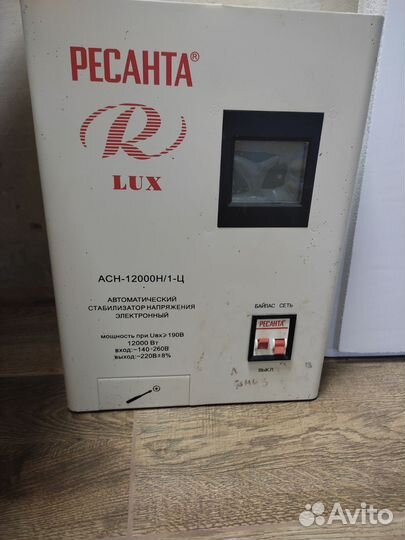 РЕСАНТА®
R
LUX
АСН-12000Н/1-Ц
АВТОМАТИЧЕСКИЙ
СТАБИЛИЗАТОР НАПРЯЖЕНИЯ
ЭЛЕКТРОННЫЙ
мощность при Uвх≥190В
12000 Вт
вход:~140-260В
выход:~220В±8%
БАЙПАС СЕТЬ
РЕСАНТА
ВЫКЛ
Avito